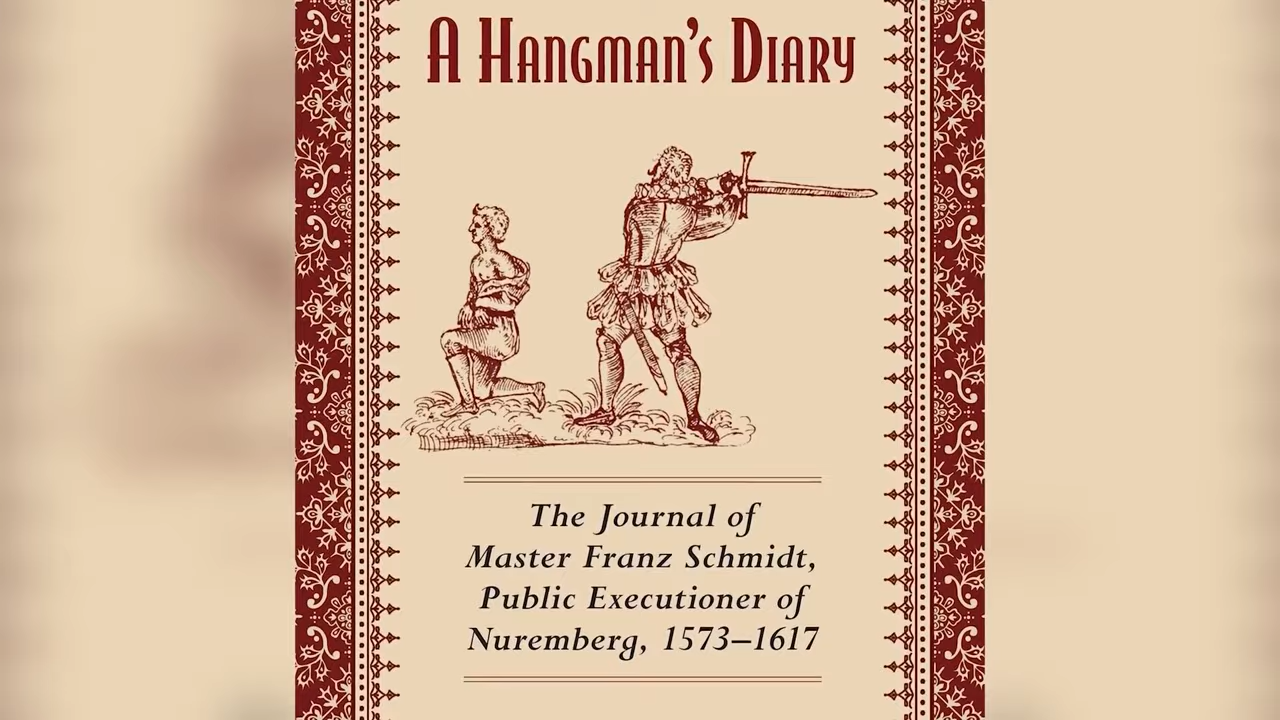 A Hangman's Diary
The Journal of
Master Franz Schmidt,
Public Executioner of
Nuremberg, 1573–1617